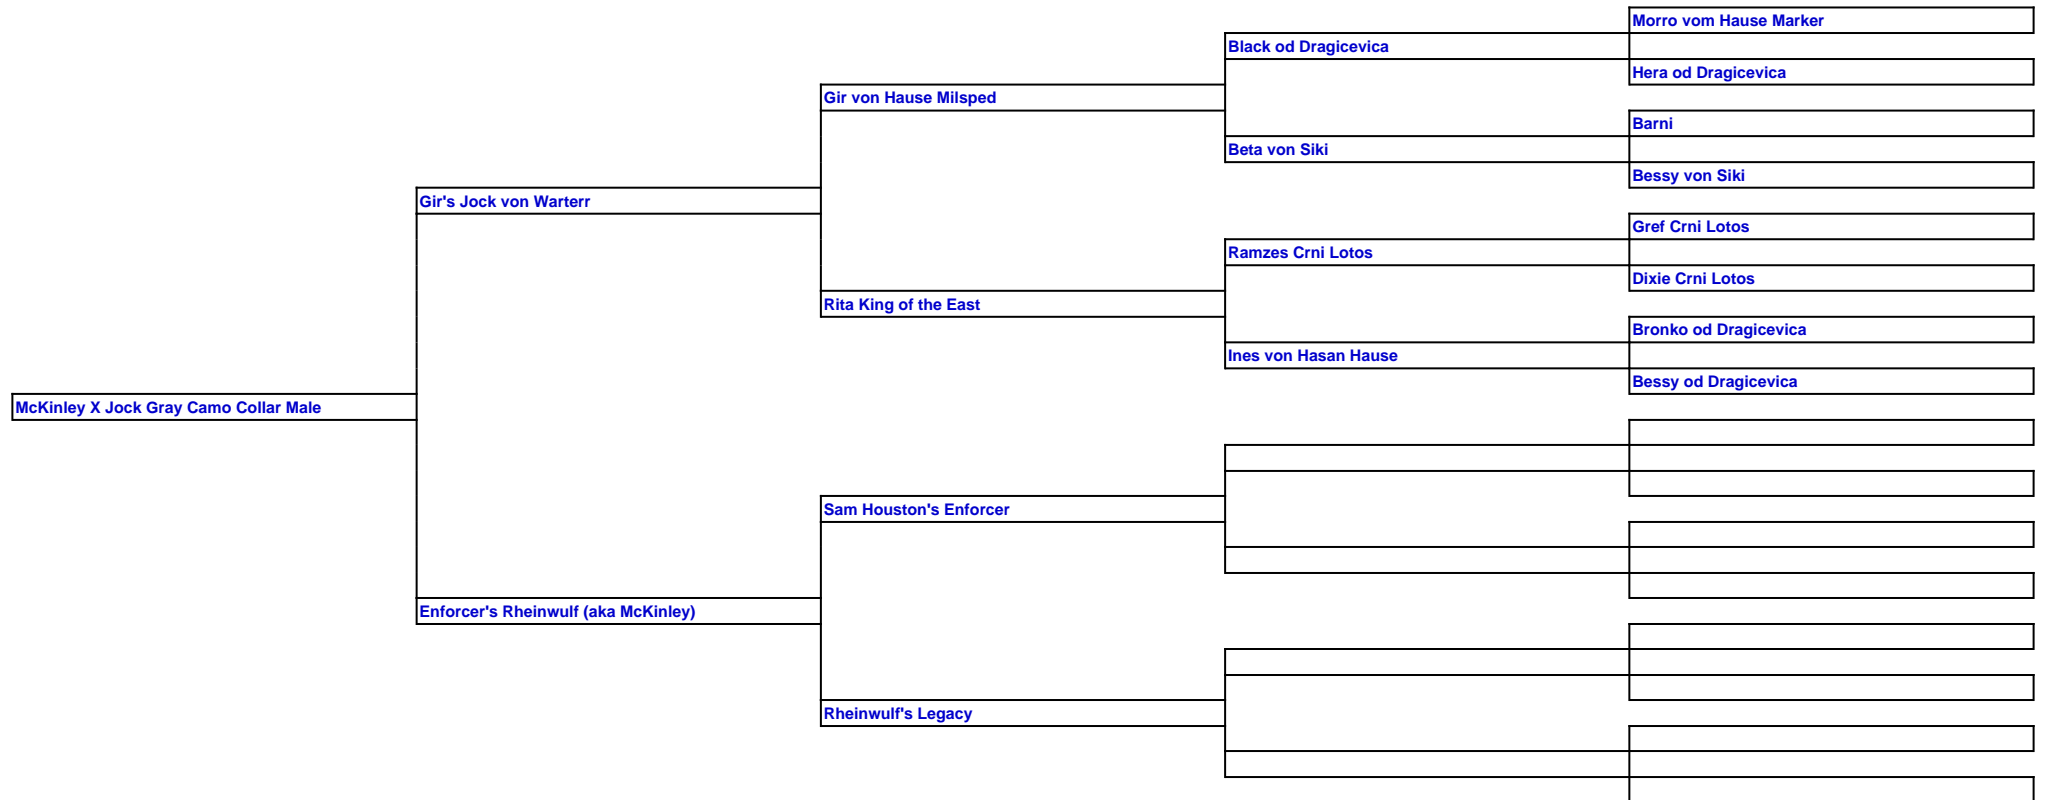 Morro vom Hause Marker
Black od Dragicevica
Hera od Dragicevica
Gir von Hause Milsped
Barni
Beta von Siki
Bessy von Siki
Gir's Jock von Warterr
Gref Crni Lotos
Ramzes Crni Lotos
Dixie Crni Lotos
Rita King of the East
Bronko od Dragicevica
Ines von Hasan Hause
Bessy od Dragicevica
McKinley X Jock Gray Camo Collar Male
Sam Houston's Enforcer
Enforcer's Rheinwulf (aka McKinley)
Rheinwulf's Legacy